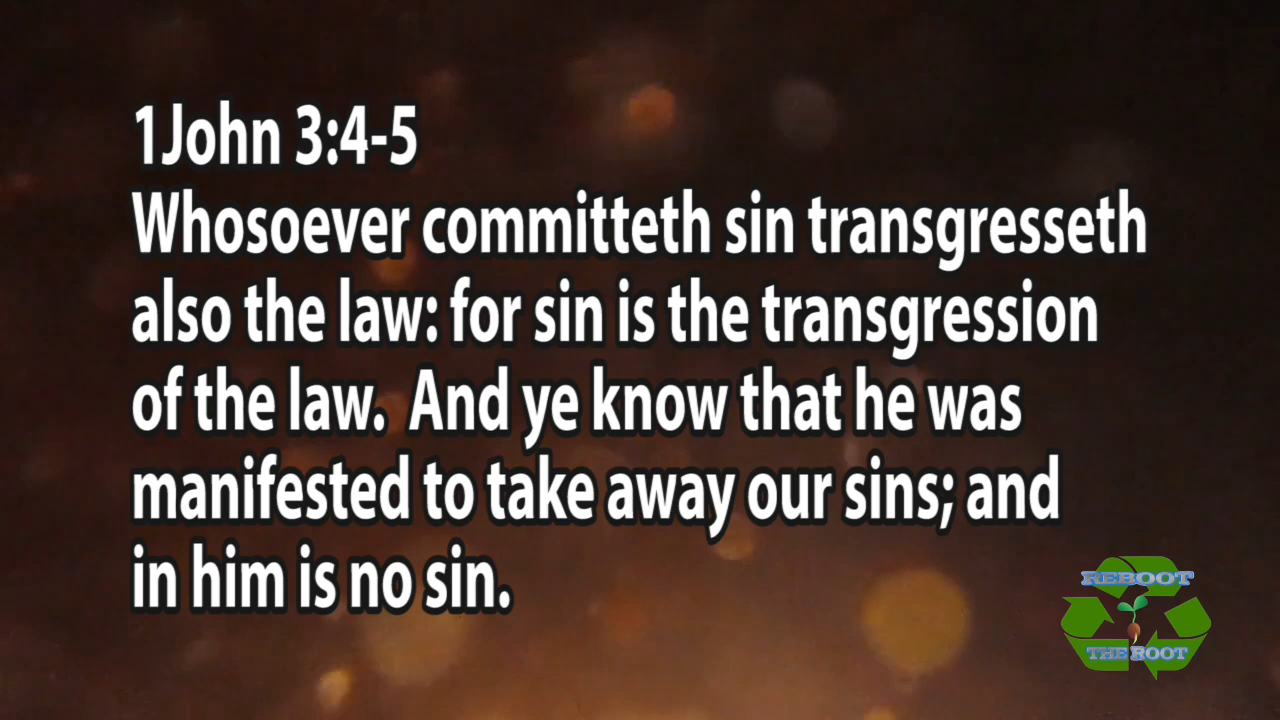 1John 3:4-5
Whosoever committeth sin transgresseth
also the law: for sin is the transgression
of the law.  And ye know that he was
manifested to take away our sins; and
in him is no sin.
REBOOT
THE ROOT